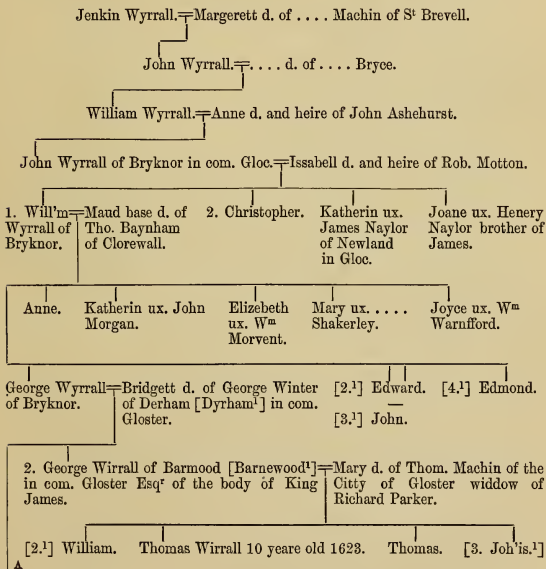 Jenkin Wyrrall.=Margerett d. of .... Machin of Sᵗ Brevell.
John Wyrrall.=.... d. of .... Bryce.
William Wyrrall.=Anne d. and heire of John Ashehurst.
John Wyrrall of Bryknor in com. Gloc.=Issabell d. and heire of Rob. Motton.
1. Will'm
Wyrrall of
Bryknor.
=Maud base d. of
Tho. Baynham
of Clorewall.
2. Christopher.
Katherin ux.
James Naylor
of Newland
in Gloc.
Joane ux. Henery
Naylor brother of
James.
Anne.
Katherin ux. John
Morgan.
Elizebeth
ux. Wᵐ
Morvent.
Mary ux. ....
Shakerley.
Joyce ux. Wᵐ
Warnfford.
George Wyrrall
of Bryknor.
=Bridgett d. of George Winter
of Derham [Dyrham¹] in com.
Gloster.
[2.¹] Edward.
—
[3.¹] John.
[4.¹] Edmond.
2. George Wirrall of Barmood [Barnewood¹]
in com. Gloster Esqʳ of the body of King
James.
=Mary d. of Thom. Machin of the
Citty of Gloster widdow of
Richard Parker.
[2.¹] William.
Thomas Wirrall 10 yeare old 1623.
Thomas.
[3. Joh'is.¹]
A